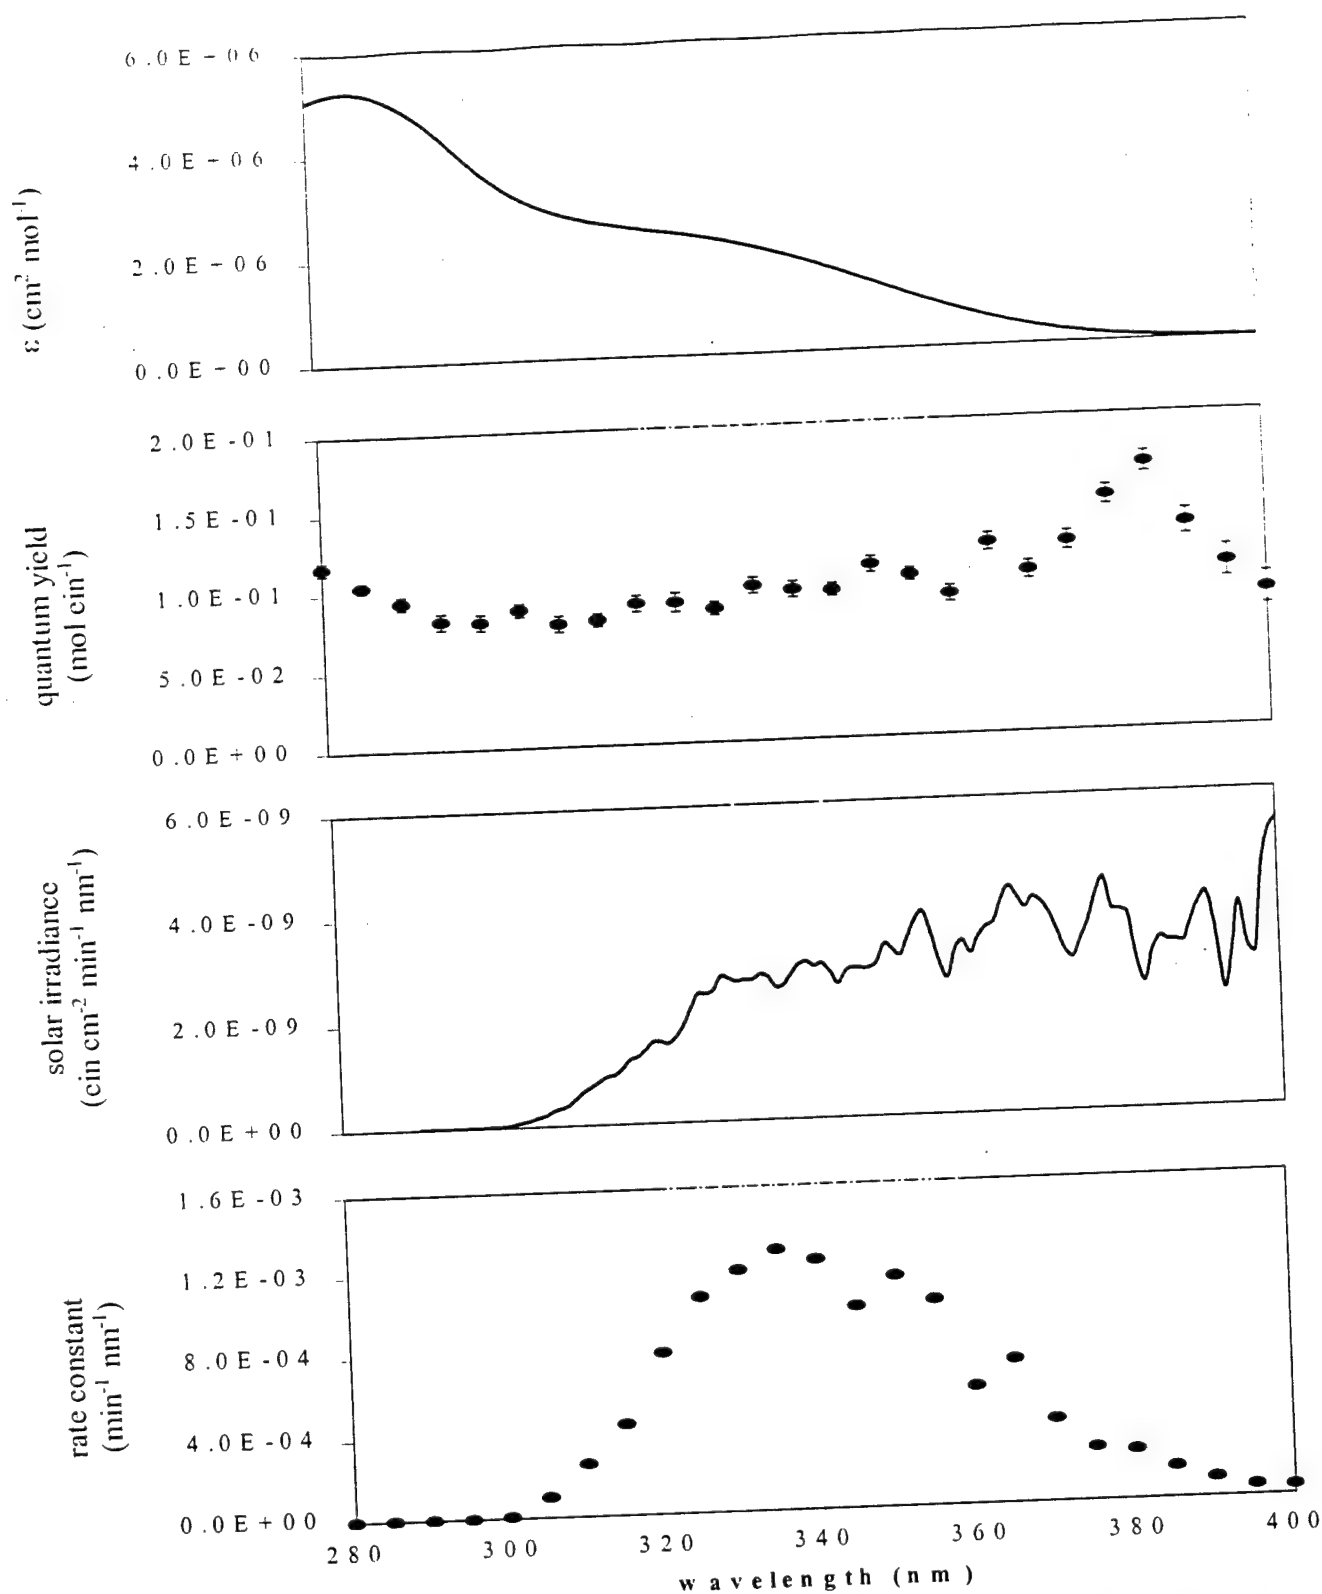 6.0E-06
4.0E-06
2.0E-06
0.0E-00
ε (cm² mol⁻¹)
2.0E-01
1.5E-01
1.0E-01
5.0E-02
0.0E+00
quantum yield
(mol ein⁻¹)
6.0E-09
4.0E-09
2.0E-09
0.0E+00
solar irradiance
(ein cm⁻² min⁻¹ nm⁻¹)
1.6E-03
1.2E-03
8.0E-04
4.0E-04
0.0E+00
rate constant
(min⁻¹ nm⁻¹)
280 300 320 340 360 380 400
wavelength (nm)